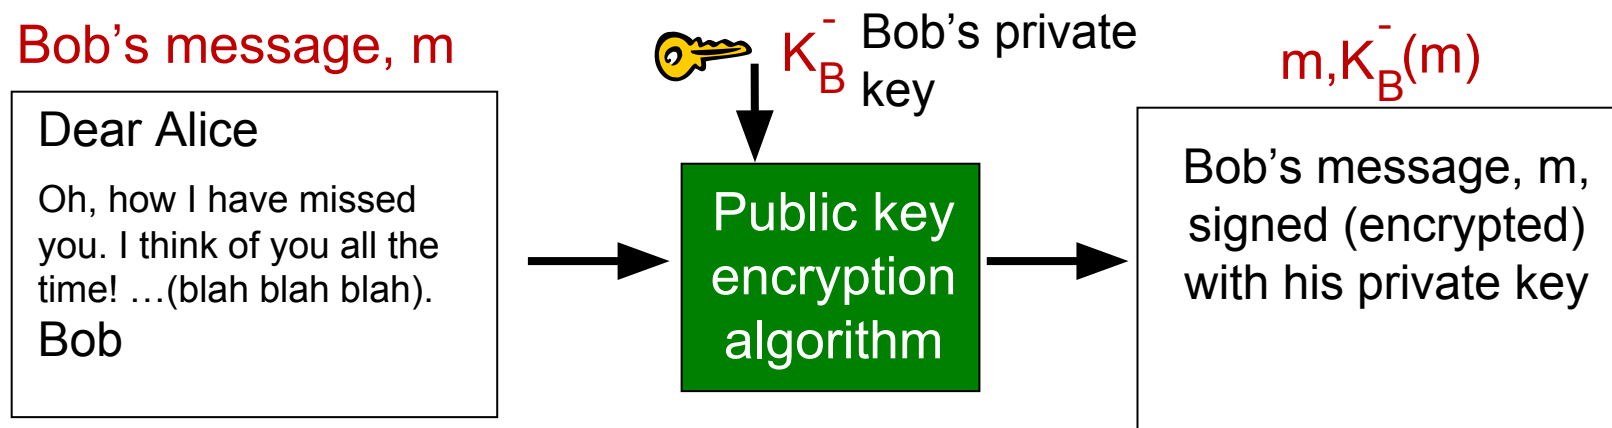 Bob’s message, m
Dear Alice
Oh, how I have missed
you. I think of you all the
time! …(blah blah blah).
Bob
K_B^- Bob’s private
key
Public key
encryption
algorithm
m,K_B^-(m)
Bob’s message, m,
signed (encrypted)
with his private key